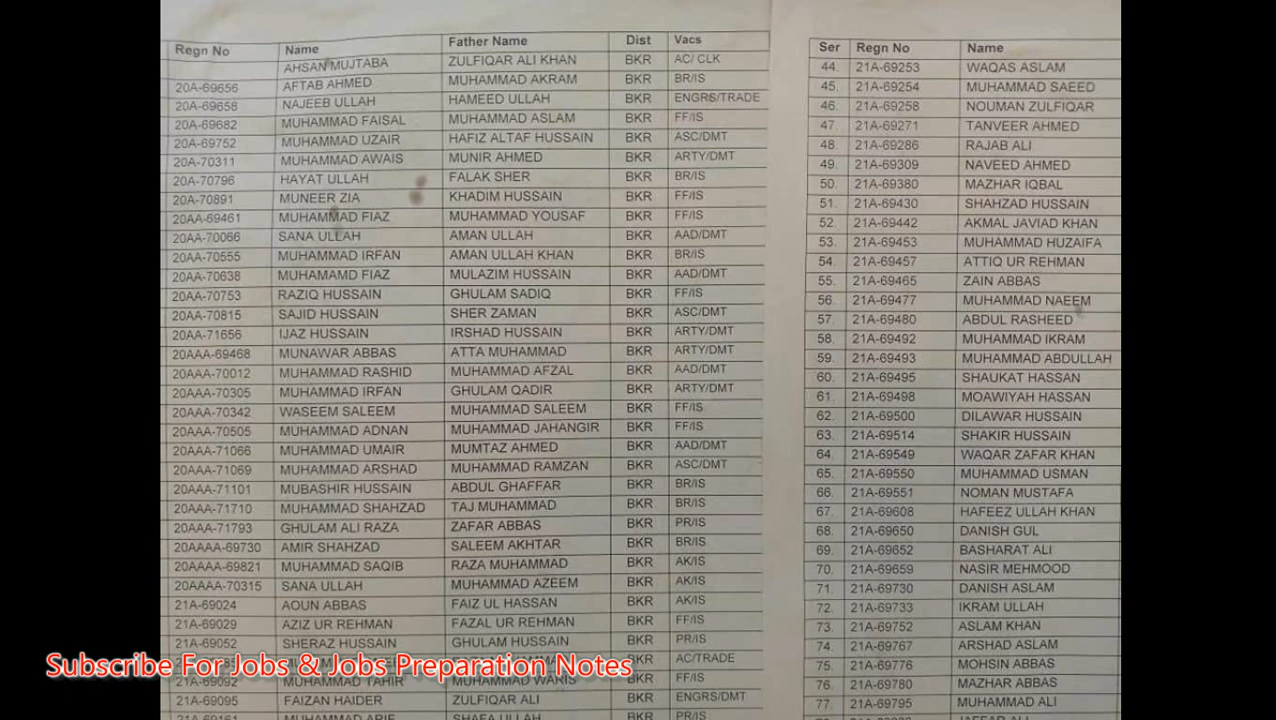 Regn No Name Father Name Dist Vacs
AHSAN MUJTABA ZULFIQAR ALI KHAN BKR AC/ CLK
20A-69656 AFTAB AHMED MUHAMMAD AKRAM BKR BR/IS
20A-69658 NAJEEB ULLAH HAMEED ULLAH BKR ENGRS/TRADE
20A-69682 MUHAMMAD FAISAL MUHAMMAD ASLAM BKR FF/IS
20A-69752 MUHAMMAD UZAIR HAFIZ ALTAF HUSSAIN BKR ASC/DMT
20A-70311 MUHAMMAD AWAIS MUNIR AHMED BKR ARTY/DMT
20A-70796 HAYAT ULLAH FALAK SHER BKR BR/IS
20A-70891 MUNEER ZIA KHADIM HUSSAIN BKR FF/IS
20AA-69461 MUHAMMAD FIAZ MUHAMMAD YOUSAF BKR FF/IS
20AA-70066 SANA ULLAH AMAN ULLAH BKR AAD/DMT
20AA-70555 MUHAMMAD IRFAN AMAN ULLAH KHAN BKR BR/IS
20AA-70638 MUHAMAMD FIAZ MULAZIM HUSSAIN BKR AAD/DMT
20AA-70753 RAZIQ HUSSAIN GHULAM SADIQ BKR FF/IS
20AA-70815 SAJID HUSSAIN SHER ZAMAN BKR ASC/DMT
20AA-71656 IJAZ HUSSAIN IRSHAD HUSSAIN BKR ARTY/DMT
20AAA-69468 MUNAWAR ABBAS ATTA MUHAMMAD BKR ARTY/DMT
20AAA-70012 MUHAMMAD RASHID MUHAMMAD AFZAL BKR AAD/DMT
20AAA-70305 MUHAMMAD IRFAN GHULAM QADIR BKR ARTY/DMT
20AAA-70342 WASEEM SALEEM MUHAMMAD SALEEM BKR FF/IS
20AAA-70505 MUHAMMAD ADNAN MUHAMMAD JAHANGIR BKR FF/IS
20AAA-71066 MUHAMMAD UMAIR MUMTAZ AHMED BKR AAD/DMT
20AAA-71069 MUHAMMAD ARSHAD MUHAMMAD RAMZAN BKR ASC/DMT
20AAA-71101 MUBASHIR HUSSAIN ABDUL GHAFFAR BKR BR/IS
20AAA-71710 MUHAMMAD SHAHZAD TAJ MUHAMMAD BKR BR/IS
20AAA-71793 GHULAM ALI RAZA ZAFAR ABBAS BKR PR/IS
20AAAA-69730 AMIR SHAHZAD SALEEM AKHTAR BKR BR/IS
20AAAA-69821 MUHAMMAD SAQIB RAZA MUHAMMAD BKR AK/IS
20AAAA-70315 SANA ULLAH MUHAMMAD AZEEM BKR AK/IS
21A-69024 AOUN ABBAS FAIZ UL HASSAN BKR AK/IS
21A-69029 AZIZ UR REHMAN FAZAL UR REHMAN BKR FF/IS
21A-69052 SHERAZ HUSSAIN GHULAM HUSSAIN BKR PR/IS
BKR AC/TRADE
21A-69092 MUHAMMAD TAHIR MUHAMMAD WARIS BKR FF/IS
21A-69095 FAIZAN HAIDER ZULFIQAR ALI BKR ENGRS/DMT
21A-69161 MUHAMMAD ARIF SHAFA ULLAH BKR PR/IS
Ser Regn No Name
44. 21A-69253 WAQAS ASLAM
45. 21A-69254 MUHAMMAD SAEED
46. 21A-69258 NOUMAN ZULFIQAR
47. 21A-69271 TANVEER AHMED
48. 21A-69286 RAJAB ALI
49. 21A-69309 NAVEED AHMED
50. 21A-69380 MAZHAR IQBAL
51. 21A-69430 SHAHZAD HUSSAIN
52. 21A-69442 AKMAL JAVIAD KHAN
53. 21A-69453 MUHAMMAD HUZAIFA
54. 21A-69457 ATTIQ UR REHMAN
55. 21A-69465 ZAIN ABBAS
56. 21A-69477 MUHAMMAD NAEEM
57. 21A-69480 ABDUL RASHEED
58. 21A-69492 MUHAMMAD IKRAM
59. 21A-69493 MUHAMMAD ABDULLAH
60. 21A-69495 SHAUKAT HASSAN
61. 21A-69498 MOAWIYAH HASSAN
62. 21A-69500 DILAWAR HUSSAIN
63. 21A-69514 SHAKIR HUSSAIN
64. 21A-69549 WAQAR ZAFAR KHAN
65. 21A-69550 MUHAMMAD USMAN
66. 21A-69551 NOMAN MUSTAFA
67. 21A-69608 HAFEEZ ULLAH KHAN
68. 21A-69650 DANISH GUL
69. 21A-69652 BASHARAT ALI
70. 21A-69659 NASIR MEHMOOD
71. 21A-69730 DANISH ASLAM
72. 21A-69733 IKRAM ULLAH
73. 21A-69752 ASLAM KHAN
74. 21A-69767 ARSHAD ASLAM
75. 21A-69776 MOHSIN ABBAS
76. 21A-69780 MAZHAR ABBAS
77. 21A-69795 MUHAMMAD ALI
Subscribe For Jobs & Jobs Preparation Notes